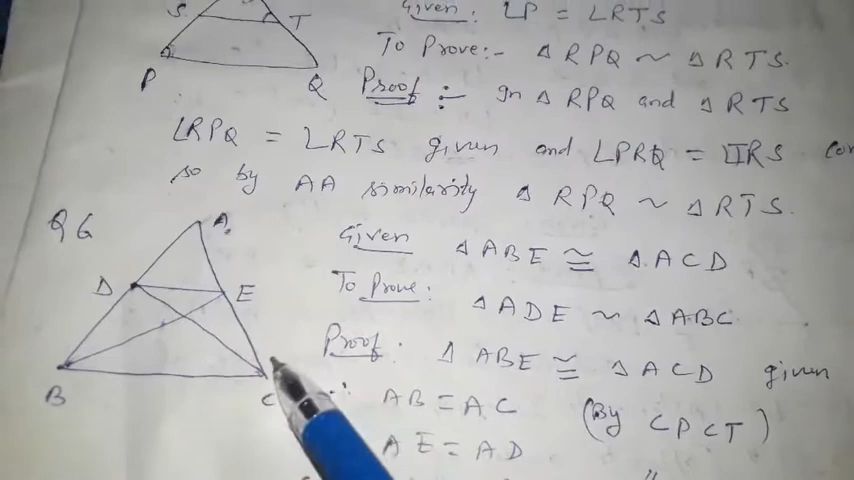 Given: ∠P = ∠RTS
S T
To Prove:- Δ RPQ ~ Δ RTS.
P Q
Proof :- In Δ RPQ and Δ RTS
∠RPQ = ∠RTS given and ∠PRQ = RS
so by AA similarity Δ RPQ ~ Δ RTS.
Q6 A
Given Δ ABE ≅ Δ ACD
D E
To Prove: Δ ADE ~ Δ ABC
Proof: Δ ABE ≅ Δ ACD given
B C
∴ AB = AC (By CPCT)
AE = AD "